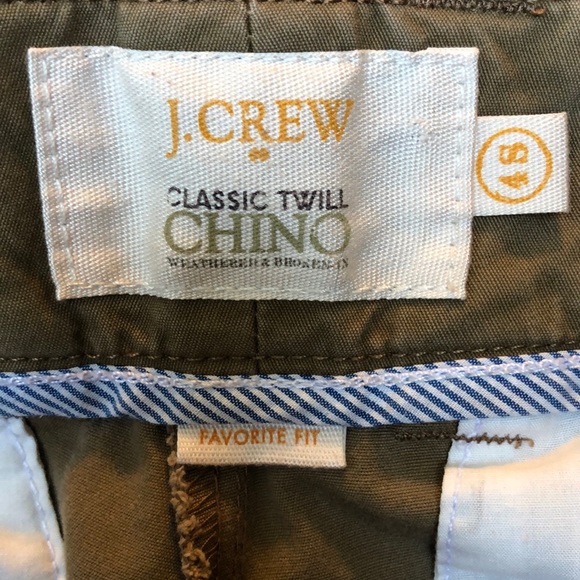 J.CREW
CLASSIC TWILL
CHINO
WEATHERED & BROKEN-IN
4S
FAVORITE FIT